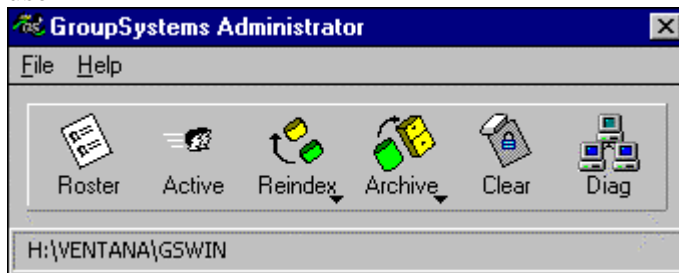 GroupSystems Administrator
File Help
Roster Active Reindex Archive Clear Diag
H:\VENTANA\GSWIN